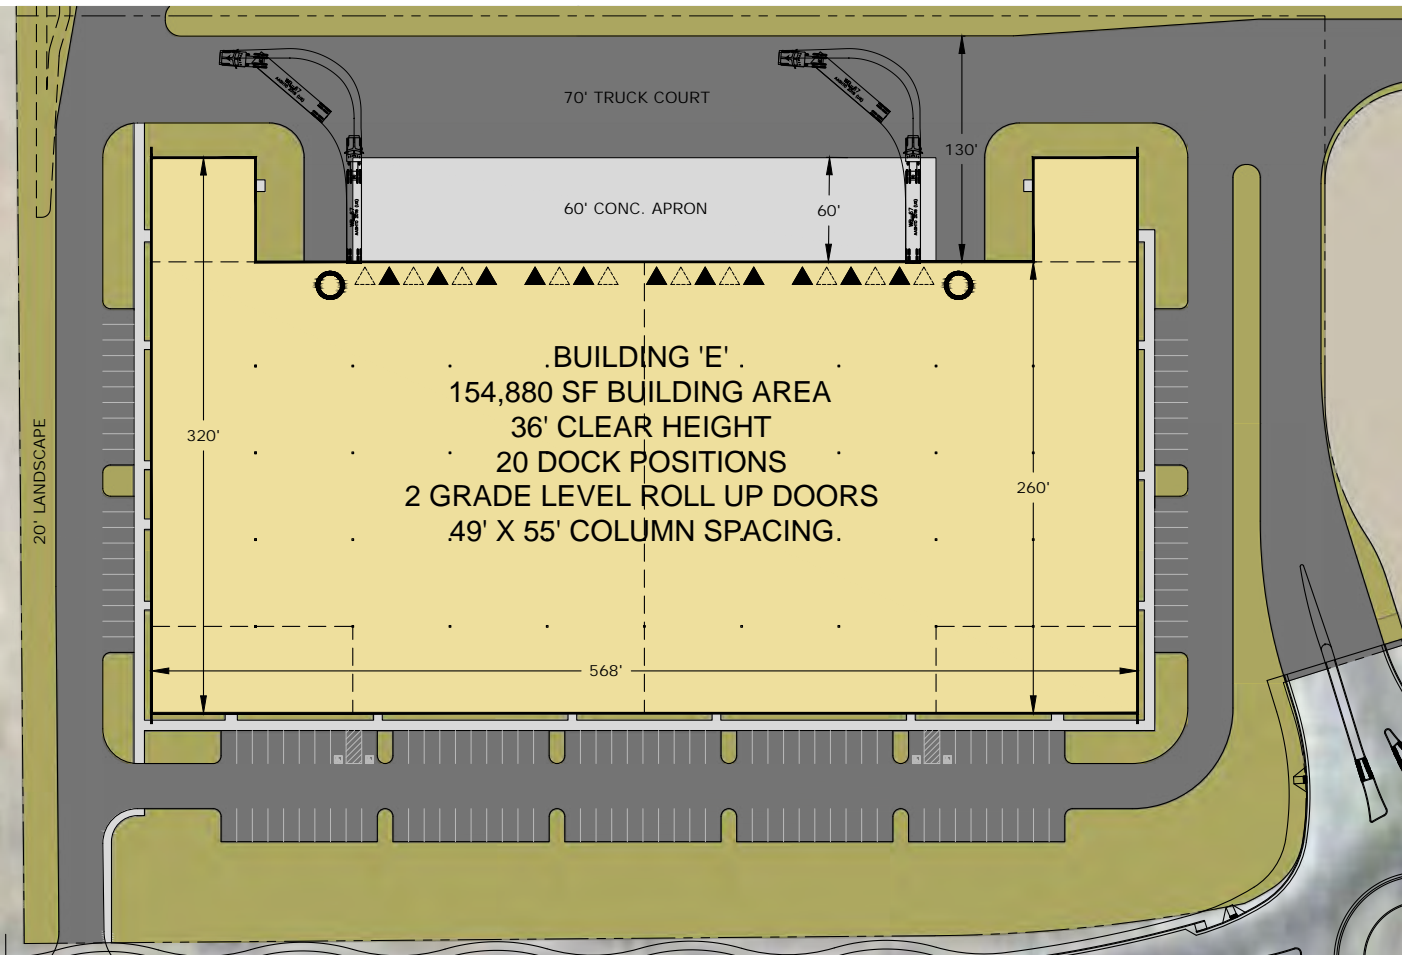 70' TRUCK COURT
130'
60' CONC. APRON
60'
BUILDING 'E'
154,880 SF BUILDING AREA
36' CLEAR HEIGHT
20 DOCK POSITIONS
2 GRADE LEVEL ROLL UP DOORS
49' X 55' COLUMN SPACING
320'
260'
20' LANDSCAPE
568'